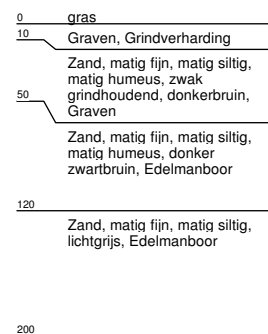 0 gras
10 Graven, Grindverharding
Zand, matig fijn, matig siltig,
matig humeus, zwak
50 grindhoudend, donkerbruin,
Graven
Zand, matig fijn, matig siltig,
matig humeus, donker
zwartbruin, Edelmanboor
120
Zand, matig fijn, matig siltig,
lichtgrijs, Edelmanboor
200